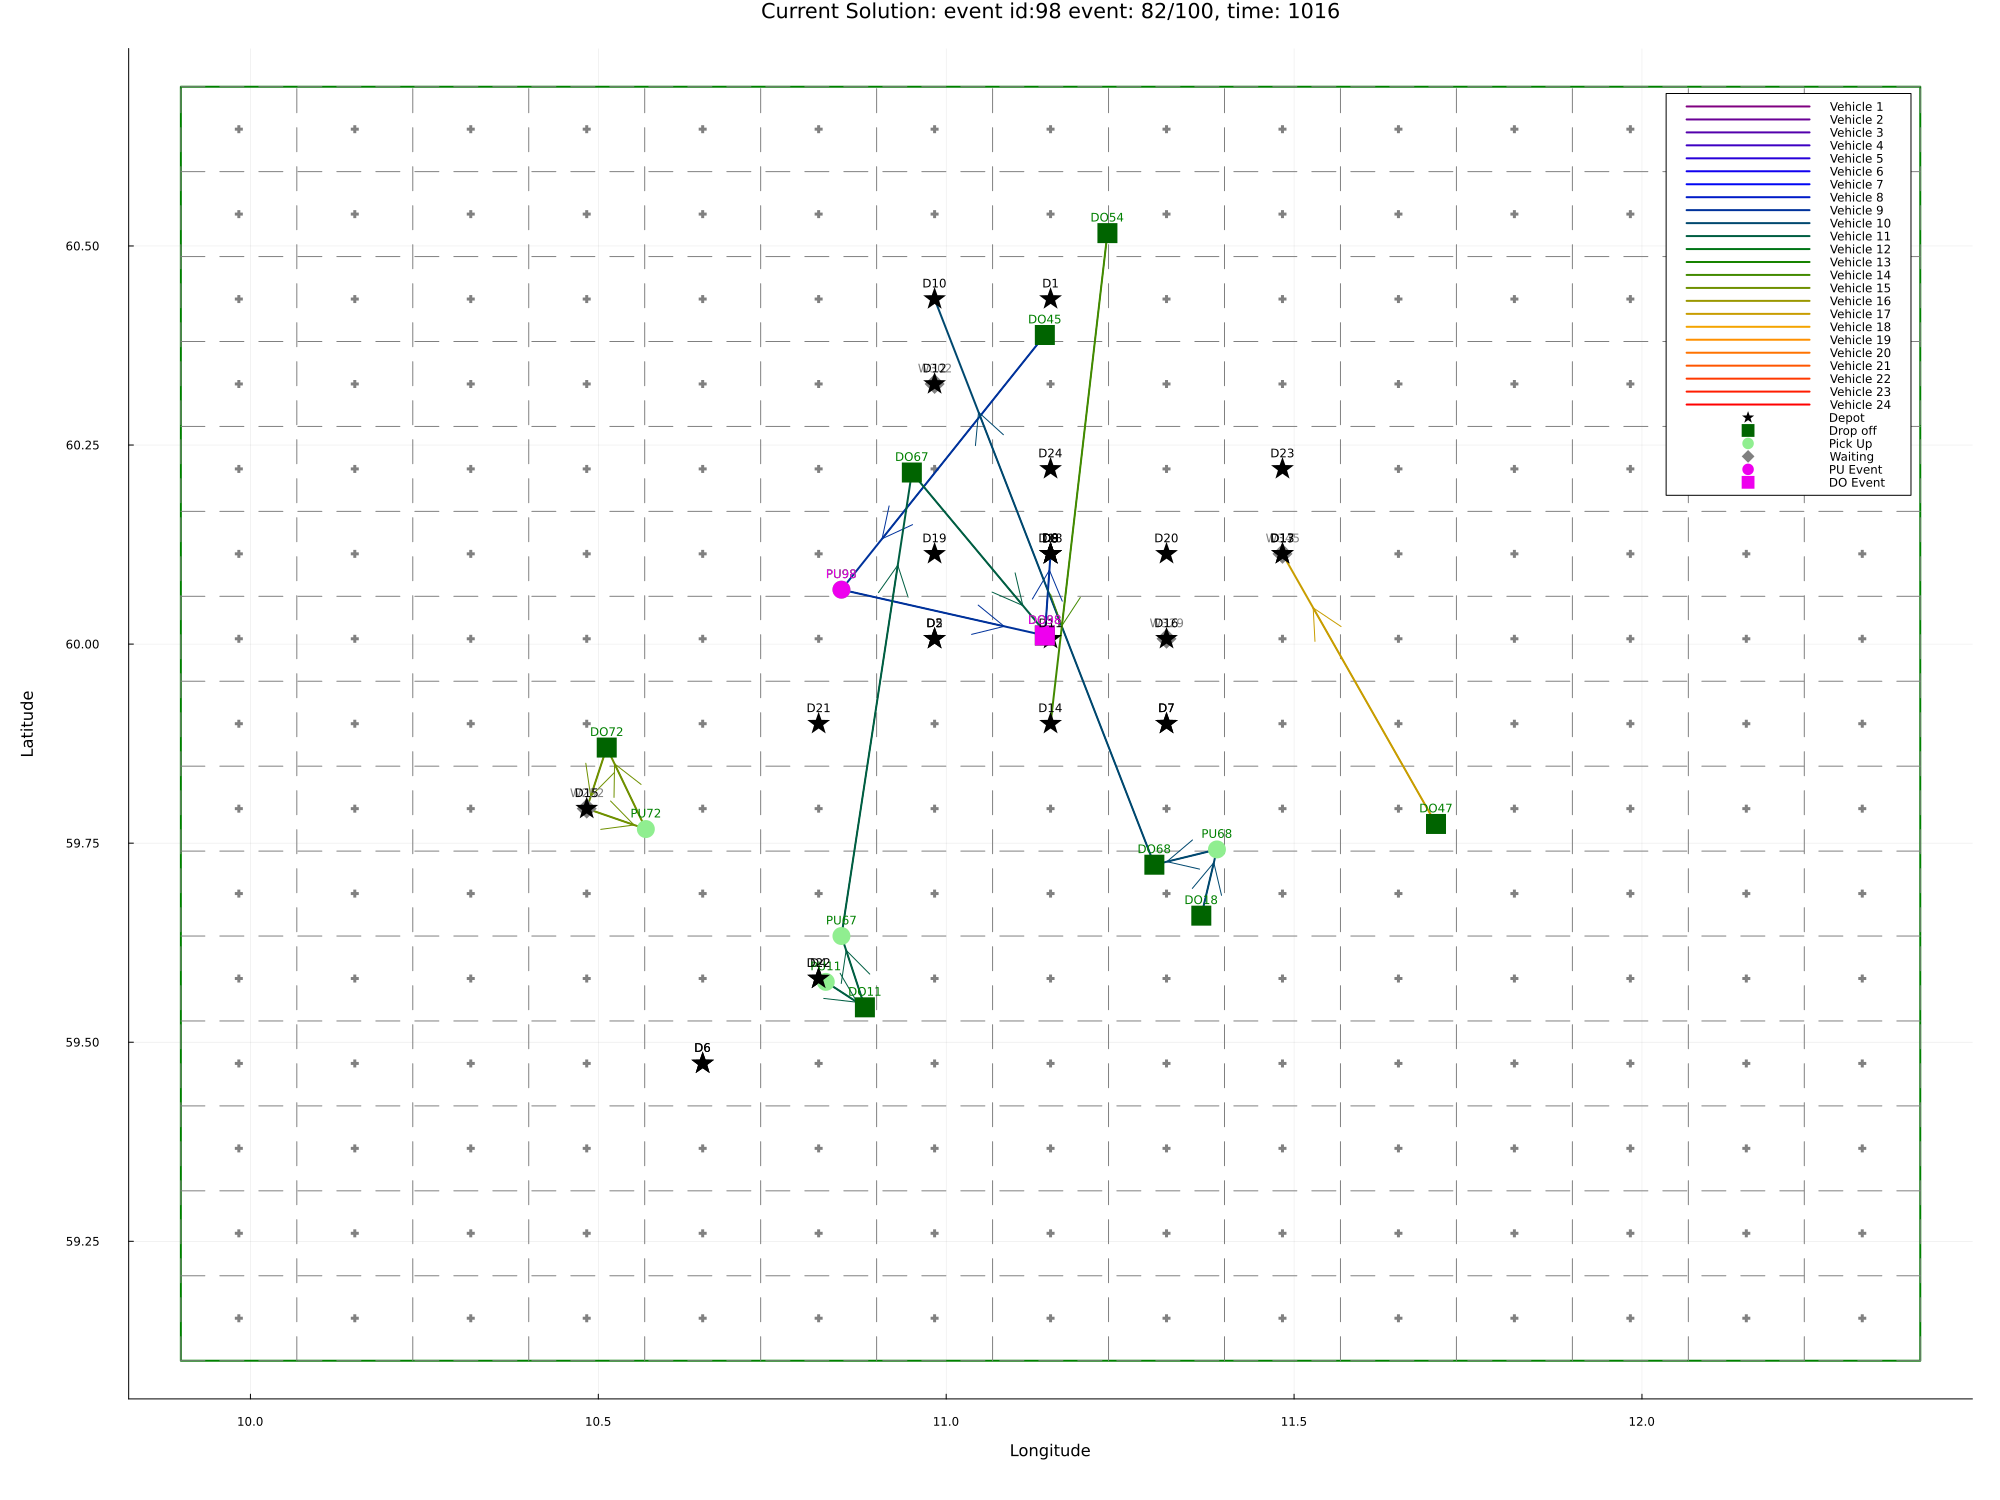 Current Solution: event id:98 event: 82/100, time: 1016
Vehicle 1
Vehicle 2
Vehicle 3
Vehicle 4
Vehicle 5
Vehicle 6
Vehicle 7
Vehicle 8
Vehicle 9
Vehicle 10
Vehicle 11
Vehicle 12
Vehicle 13
Vehicle 14
Vehicle 15
Vehicle 16
Vehicle 17
Vehicle 18
Vehicle 19
Vehicle 20
Vehicle 21
Vehicle 22
Vehicle 23
Vehicle 24
Depot
Drop off
Pick Up
Waiting
PU Event
DO Event
DO54
60.50
D10
D1
DO45
D12
60.25
DO67
D24
D23
D19
D20
PU98
D16
60.00
D21
D14
D7
DO72
D15
PU72
DO47
59.75
PU68
DO68
DO18
PU67
DO11
59.50
D6
59.25
10.0
10.5
11.0
11.5
12.0
Longitude
Latitude